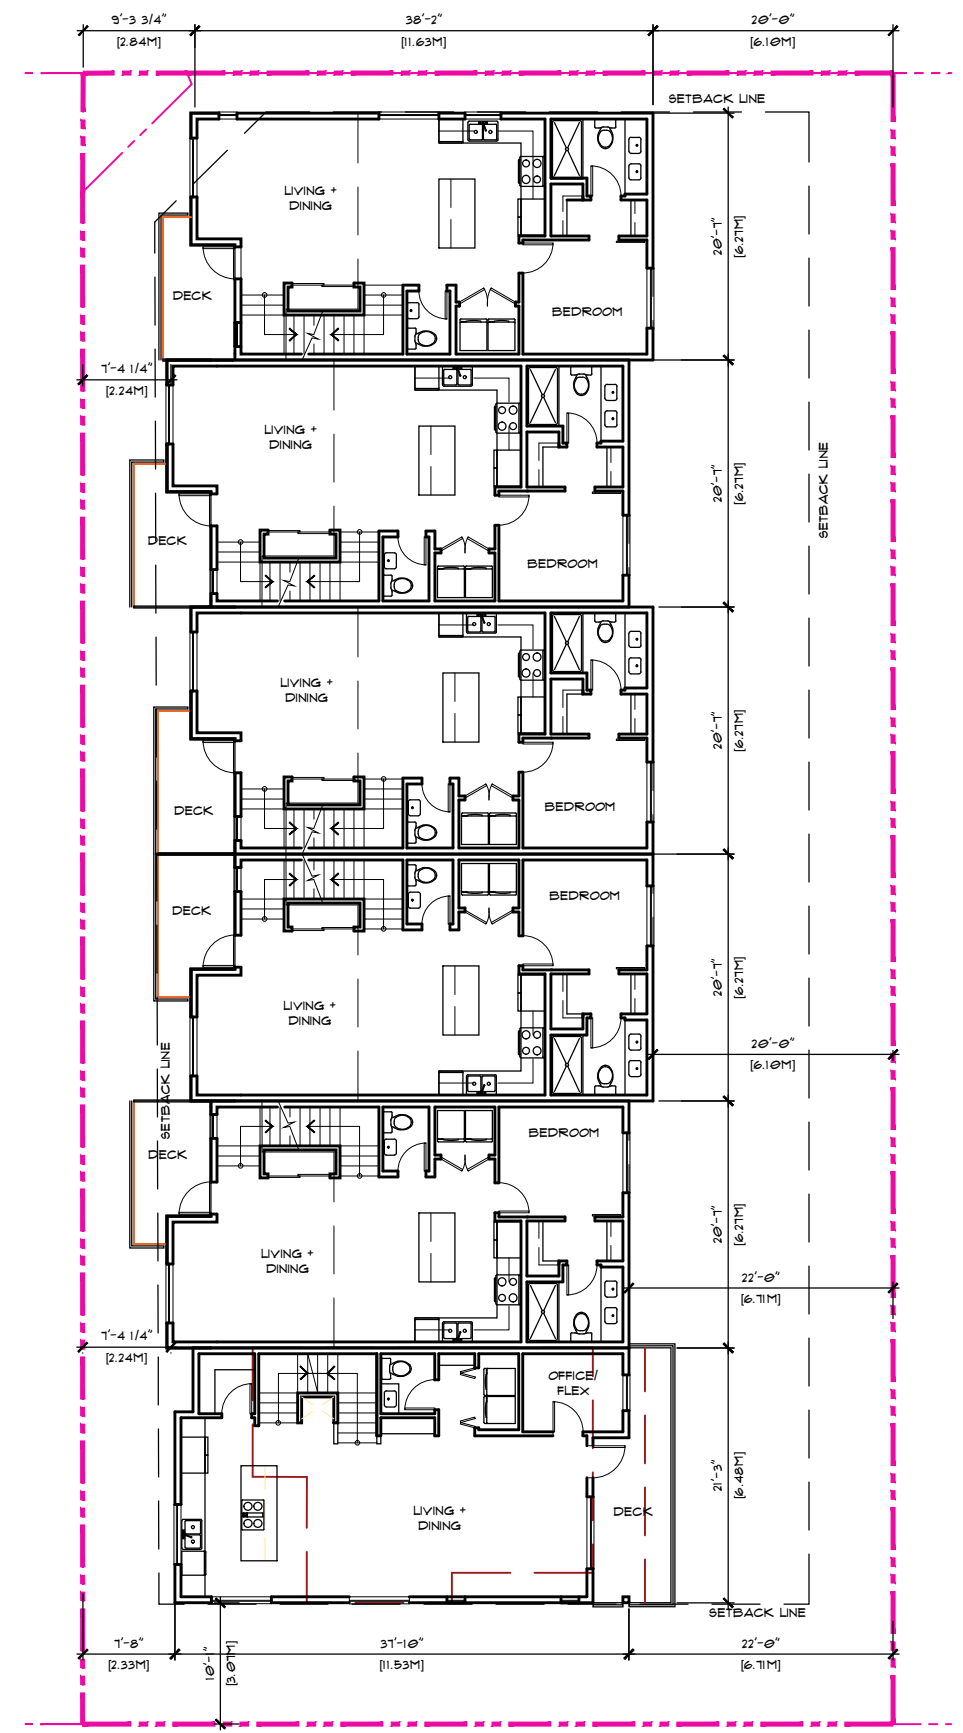 9'-3 3/4"
[2.84M]
38'-2"
[11.63M]
20'-0"
[6.10M]
SETBACK LINE
LIVING +
DINING
DECK
BEDROOM
20'-7"
[6.27M]
7'-4 1/4"
[2.24M]
LIVING +
DINING
DECK
BEDROOM
20'-7"
[6.27M]
SETBACK LINE
LIVING +
DINING
DECK
BEDROOM
20'-7"
[6.27M]
DECK
BEDROOM
LIVING +
DINING
20'-7"
[6.27M]
20'-0"
[6.10M]
SETBACK LINE
DECK
BEDROOM
LIVING +
DINING
20'-7"
[6.27M]
22'-0"
[6.71M]
7'-4 1/4"
[2.24M]
OFFICE/
FLEX
LIVING +
DINING
DECK
21'-3"
[6.48M]
SETBACK LINE
7'-8"
[2.33M]
10'-1"
[3.07M]
37'-10"
[11.53M]
22'-0"
[6.71M]